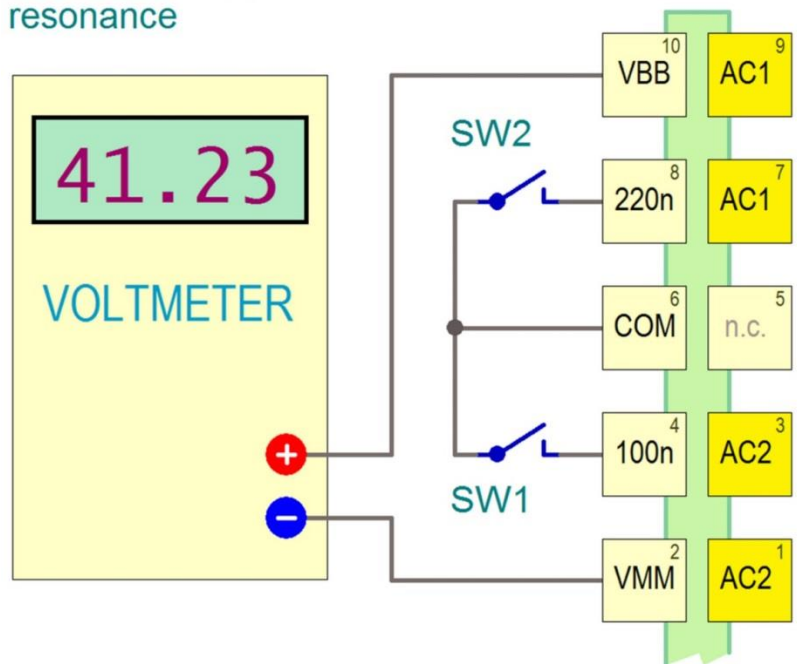 resonance
41.23
VOLTMETER
+
−
SW2
SW1
10
VBB
9
AC1
8
220n
7
AC1
6
COM
5
n.c.
4
100n
3
AC2
2
VMM
1
AC2